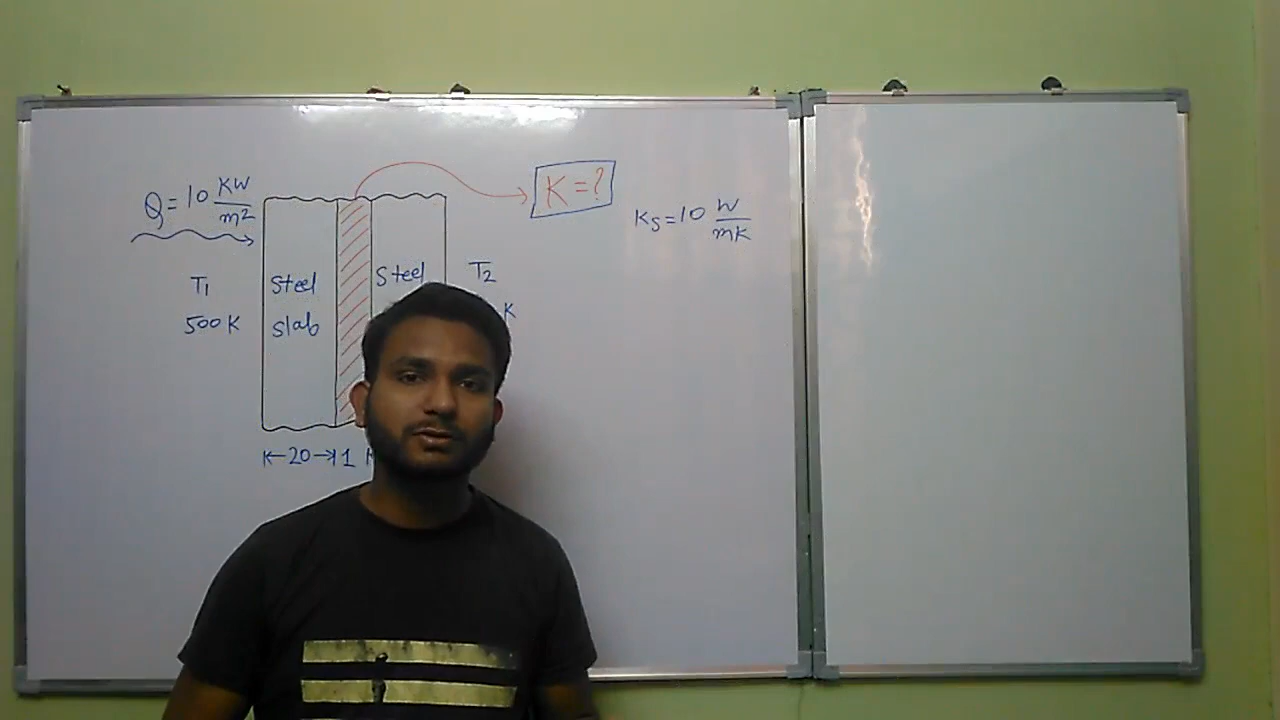 Q = 10 KW/m²
K = ?
Ks = 10 W/mK
T1
500 K
Steel
slab
Steel
T2
K
20
1